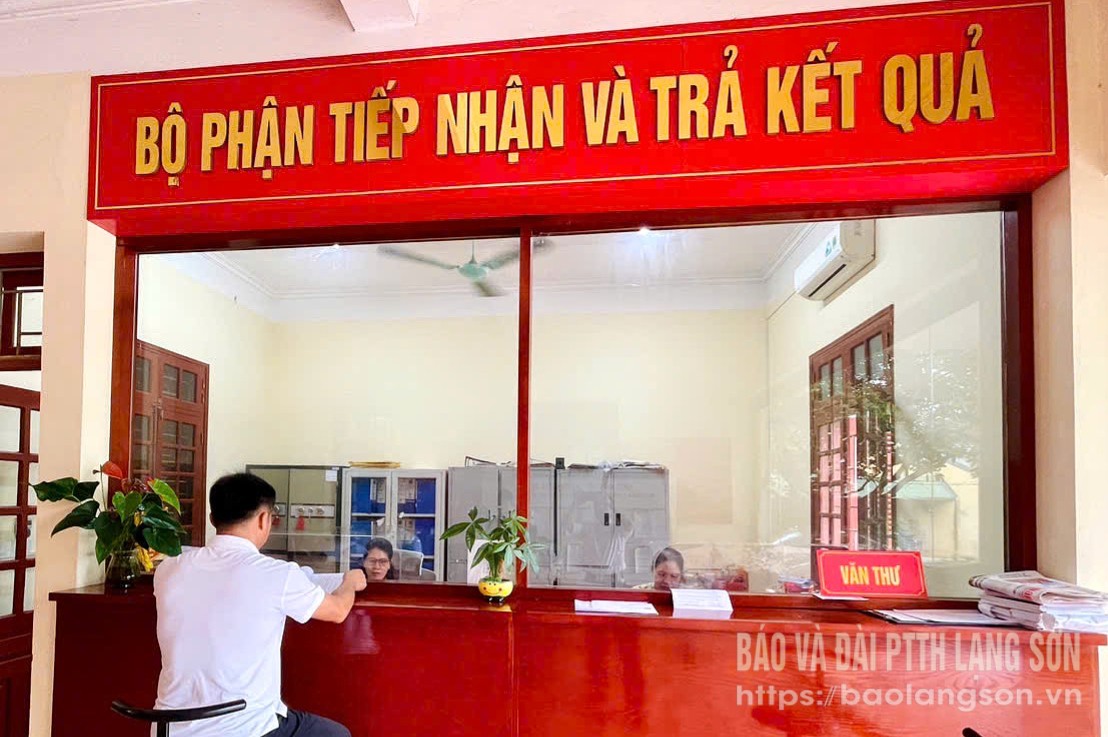 BỘ PHẬN TIẾP NHẬN VÀ TRẢ KẾT QUẢ
VĂN THƯ
BÁO VÀ ĐÀI PTTH LẠNG SƠN
https://baolangson.vn